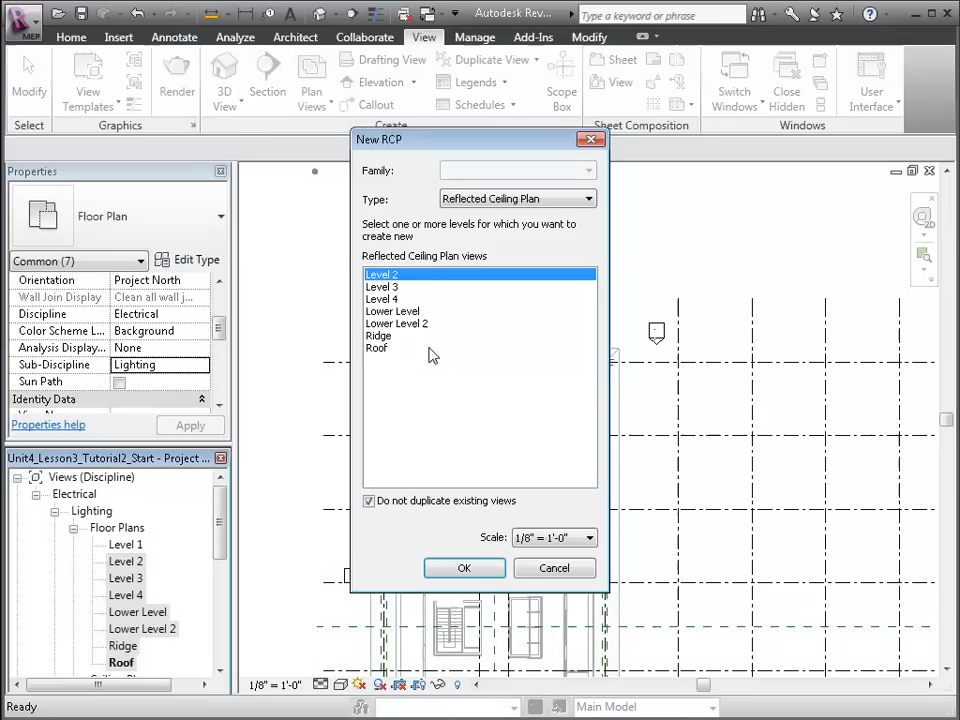 Autodesk Rev...
Type a keyword or phrase
MEP
Home
Insert
Annotate
Analyze
Architect
Collaborate
View
Manage
Add-Ins
Modify
Modify
View
Templates
Render
3D
View
Section
Plan
Views
Drafting View
Elevation
Callout
Duplicate View
Legends
Schedules
Scope
Box
Sheet
View
Switch
Windows
Close
Hidden
User
Interface
Select
Graphics
Create
Sheet Composition
Windows
Properties
Floor Plan
Common (7)
Edit Type
Orientation Project North
Wall Join Display Clean all wall j...
Discipline Electrical
Color Scheme L... Background
Analysis Display... None
Sub-Discipline Lighting
Sun Path
Identity Data
Properties help
Apply
Unit4_Lesson3_Tutorial2_Start - Project ...
Views (Discipline)
Electrical
Lighting
Floor Plans
Level 1
Level 2
Level 3
Level 4
Lower Level
Lower Level 2
Ridge
Roof
New RCP
Family:
Type: Reflected Ceiling Plan
Select one or more levels for which you want to
create new
Reflected Ceiling Plan views
Level 2
Level 3
Level 4
Lower Level
Lower Level 2
Ridge
Roof
Do not duplicate existing views
Scale: 1/8" = 1'-0"
OK
Cancel
2D
1/8" = 1'-0"
Ready
Main Model